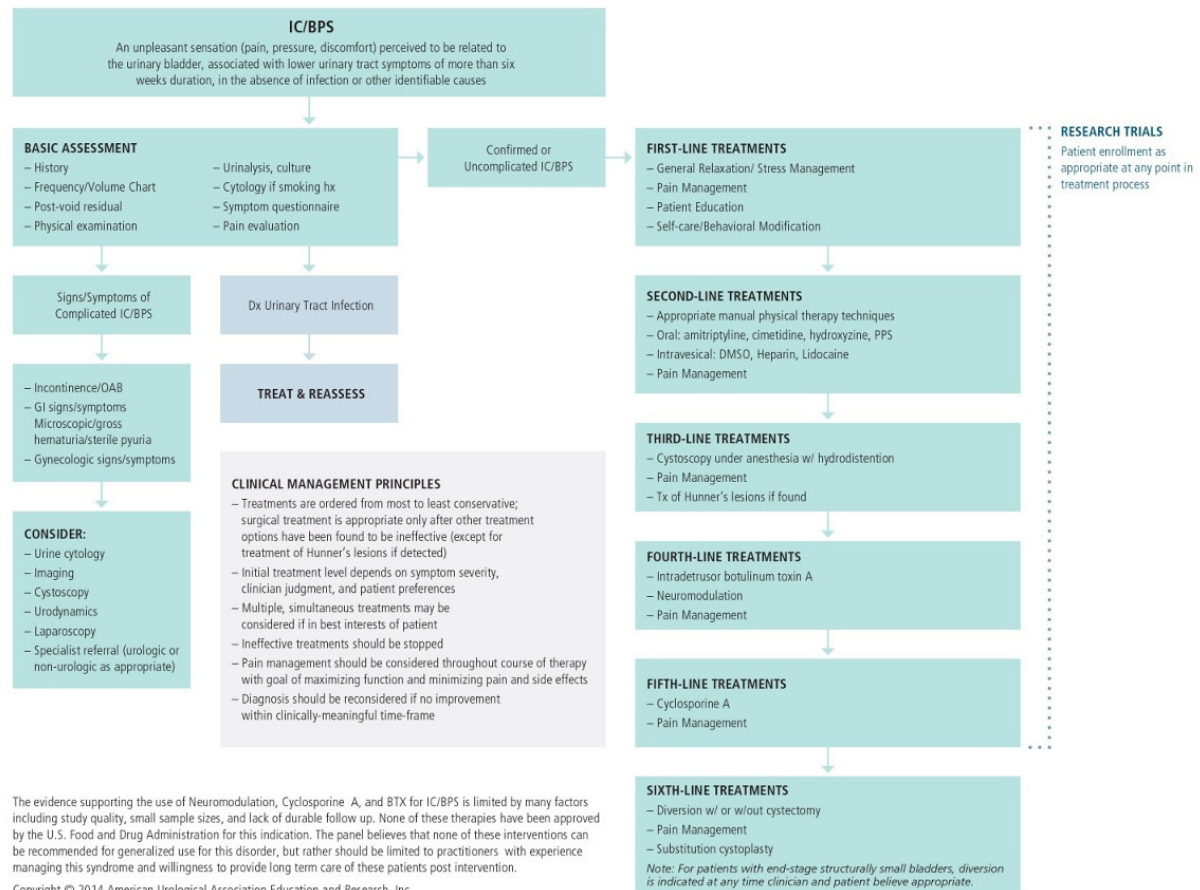 IC/BPS
An unpleasant sensation (pain, pressure, discomfort) perceived to be related to
the urinary bladder, associated with lower urinary tract symptoms of more than six
weeks duration, in the absence of infection or other identifiable causes
BASIC ASSESSMENT
– History
– Frequency/Volume Chart
– Post-void residual
– Physical examination
– Urinalysis, culture
– Cytology if smoking hx
– Symptom questionnaire
– Pain evaluation
Confirmed or
Uncomplicated IC/BPS
Signs/Symptoms of
Complicated IC/BPS
– Incontinence/OAB
– GI signs/symptoms
Microscopic/gross
hematuria/sterile pyuria
– Gynecologic signs/symptoms
CONSIDER:
– Urine cytology
– Imaging
– Cystoscopy
– Urodynamics
– Laparoscopy
– Specialist referral (urologic or
non-urologic as appropriate)
Dx Urinary Tract Infection
TREAT & REASSESS
CLINICAL MANAGEMENT PRINCIPLES
– Treatments are ordered from most to least conservative;
surgical treatment is appropriate only after other treatment
options have been found to be ineffective (except for
treatment of Hunner's lesions if detected)
– Initial treatment level depends on symptom severity,
clinician judgment, and patient preferences
– Multiple, simultaneous treatments may be
considered if in best interests of patient
– Ineffective treatments should be stopped
– Pain management should be considered throughout course of therapy
with goal of maximizing function and minimizing pain and side effects
– Diagnosis should be reconsidered if no improvement
within clinically-meaningful time-frame
FIRST-LINE TREATMENTS
– General Relaxation/ Stress Management
– Pain Management
– Patient Education
– Self-care/Behavioral Modification
SECOND-LINE TREATMENTS
– Appropriate manual physical therapy techniques
– Oral: amitriptyline, cimetidine, hydroxyzine, PPS
– Intravesical: DMSO, Heparin, Lidocaine
– Pain Management
THIRD-LINE TREATMENTS
– Cystoscopy under anesthesia w/ hydrodistention
– Pain Management
– Tx of Hunner's lesions if found
FOURTH-LINE TREATMENTS
– Intradetrusor botulinum toxin A
– Neuromodulation
– Pain Management
FIFTH-LINE TREATMENTS
– Cyclosporine A
– Pain Management
SIXTH-LINE TREATMENTS
– Diversion w/ or w/out cystectomy
– Pain Management
– Substitution cystoplasty
Note: For patients with end-stage structurally small bladders, diversion
is indicated at any time clinician and patient believe appropriate.
RESEARCH TRIALS
Patient enrollment as
appropriate at any point in
treatment process
The evidence supporting the use of Neuromodulation, Cyclosporine A, and BTX for IC/BPS is limited by many factors
including study quality, small sample sizes, and lack of durable follow up. None of these therapies have been approved
by the U.S. Food and Drug Administration for this indication. The panel believes that none of these interventions can
be recommended for generalized use for this disorder, but rather should be limited to practitioners with experience
managing this syndrome and willingness to provide long term care of these patients post intervention.
Copyright © 2014 American Urological Association Education and Research, Inc.